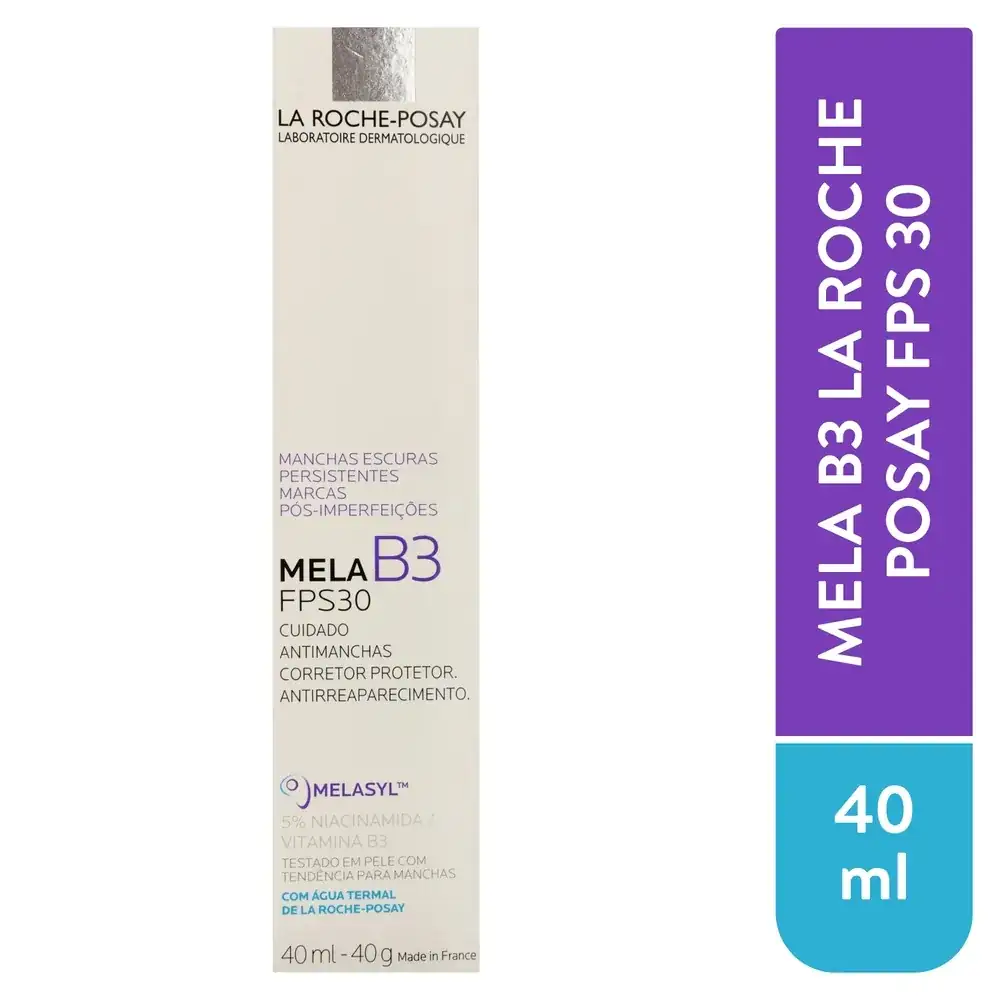 LA ROCHE-POSAY
LABORATOIRE DERMATOLOGIQUE
MANCHAS ESCURAS
PERSISTENTES
MARCAS
PÓS-IMPERFEIÇÕES
MELA B3
FPS30
CUIDADO
ANTIMANCHAS
CORRETOR PROTETOR.
ANTIRREAPARECIMENTO.
MELASYL™
5% NIACINAMIDA /
VITAMINA B3
TESTADO EM PELE COM
TENDÊNCIA PARA MANCHAS
COM ÁGUA TERMAL
DE LA ROCHE-POSAY
40 ml - 40 g Made in France
MELA B3 LA ROCHE
POSAY FPS 30
40
ml